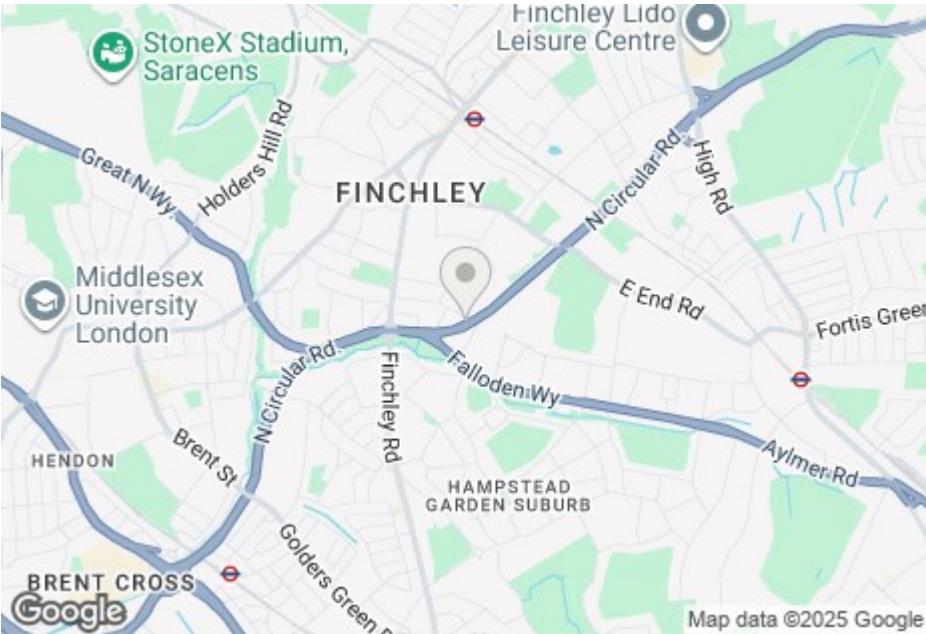 Finchley Lido
Leisure Centre
StoneX Stadium,
Saracens
Holders Hill Rd
Great N Wy.
FINCHLEY
N Circular Rd.
High Rd
Middlesex
University
London
E End Rd
Fortis Green
N Circular Rd.
Finchley Rd
Falloden Wy
Brent St
Aylmer Rd
HENDON
HAMPSTEAD
GARDEN SUBURB
Golders Green
BRENT CROSS
Google
Map data ©2025 Google